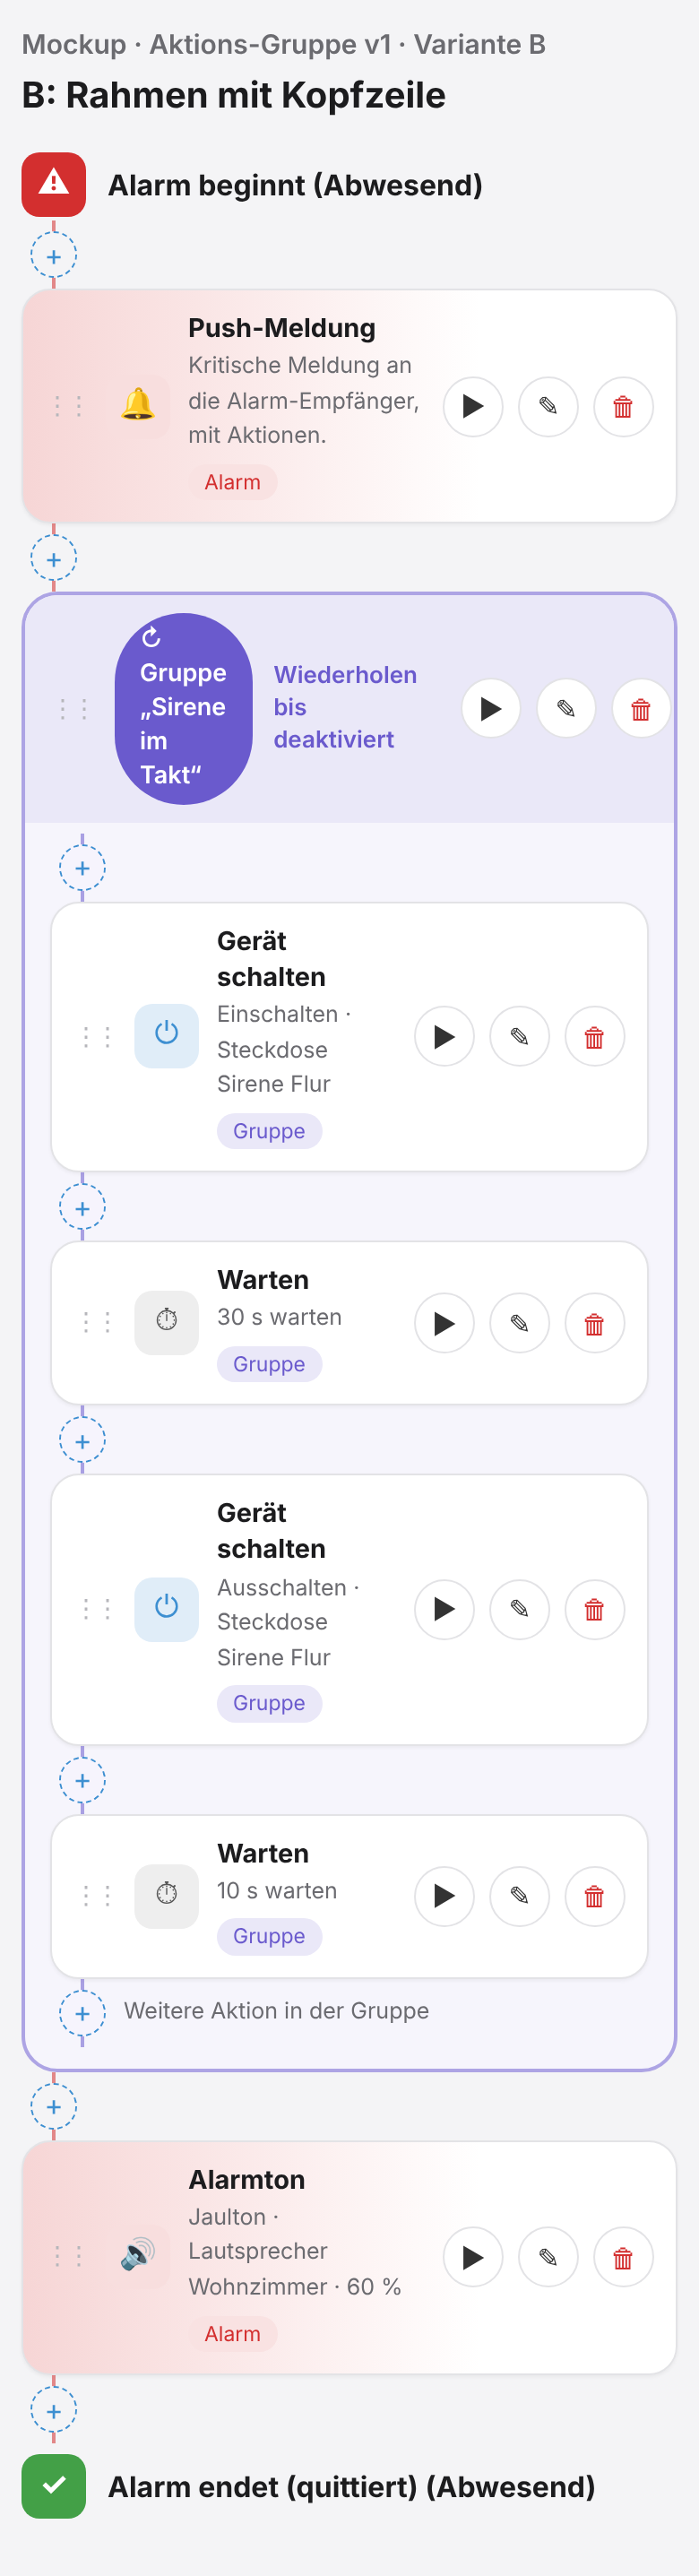 Mockup · Aktions-Gruppe v1 · Variante B
B: Rahmen mit Kopfzeile
Alarm beginnt (Abwesend)
+
Push-Meldung
Kritische Meldung an
die Alarm-Empfänger,
mit Aktionen.
Alarm
+
Gruppe
„Sirene
im
Takt“
Wiederholen
bis
deaktiviert
+
Gerät
schalten
Einschalten ·
Steckdose
Sirene Flur
Gruppe
+
Warten
30 s warten
Gruppe
+
Gerät
schalten
Ausschalten ·
Steckdose
Sirene Flur
Gruppe
+
Warten
10 s warten
Gruppe
+ Weitere Aktion in der Gruppe
+
Alarmton
Jaulton ·
Lautsprecher
Wohnzimmer · 60 %
Alarm
+
Alarm endet (quittiert) (Abwesend)